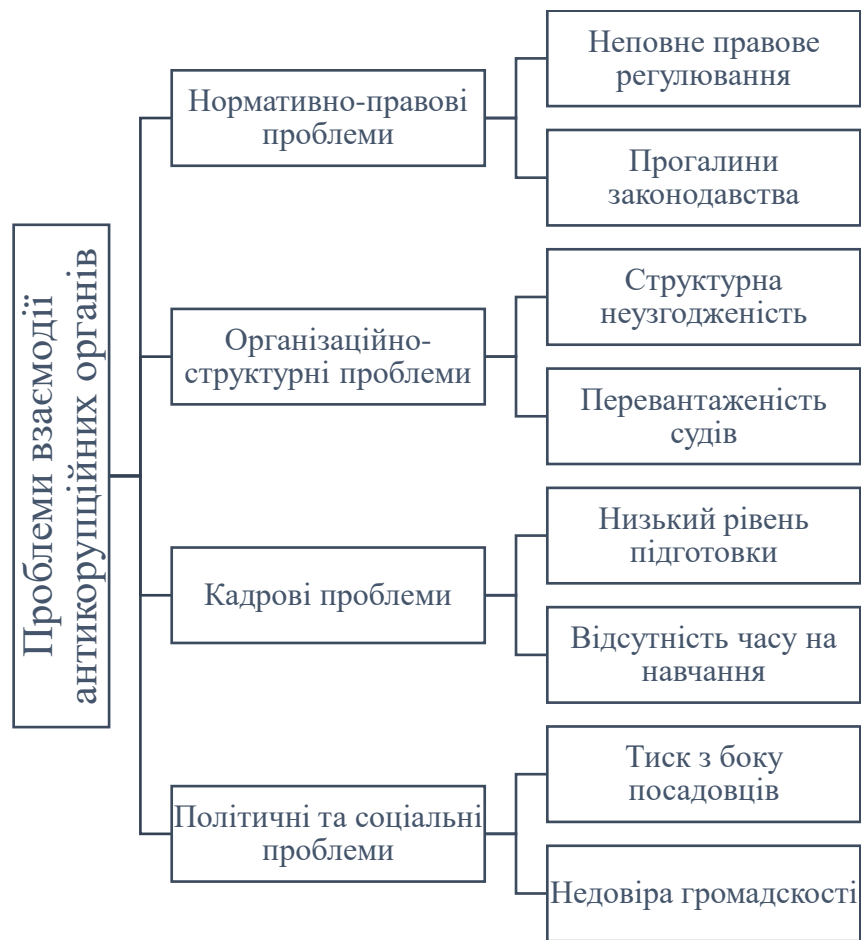 Проблеми взаємодії
антикорупційних органів
Нормативно-правові
проблеми
Неповне правове
регулювання
Прогалини
законодавства
Організаційно-
структурні проблеми
Структурна
неузгодженість
Перевантаженість
судів
Кадрові проблеми
Низький рівень
підготовки
Відсутність часу на
навчання
Політичні та соціальні
проблеми
Тиск з боку
посадовців
Недовіра громадскості